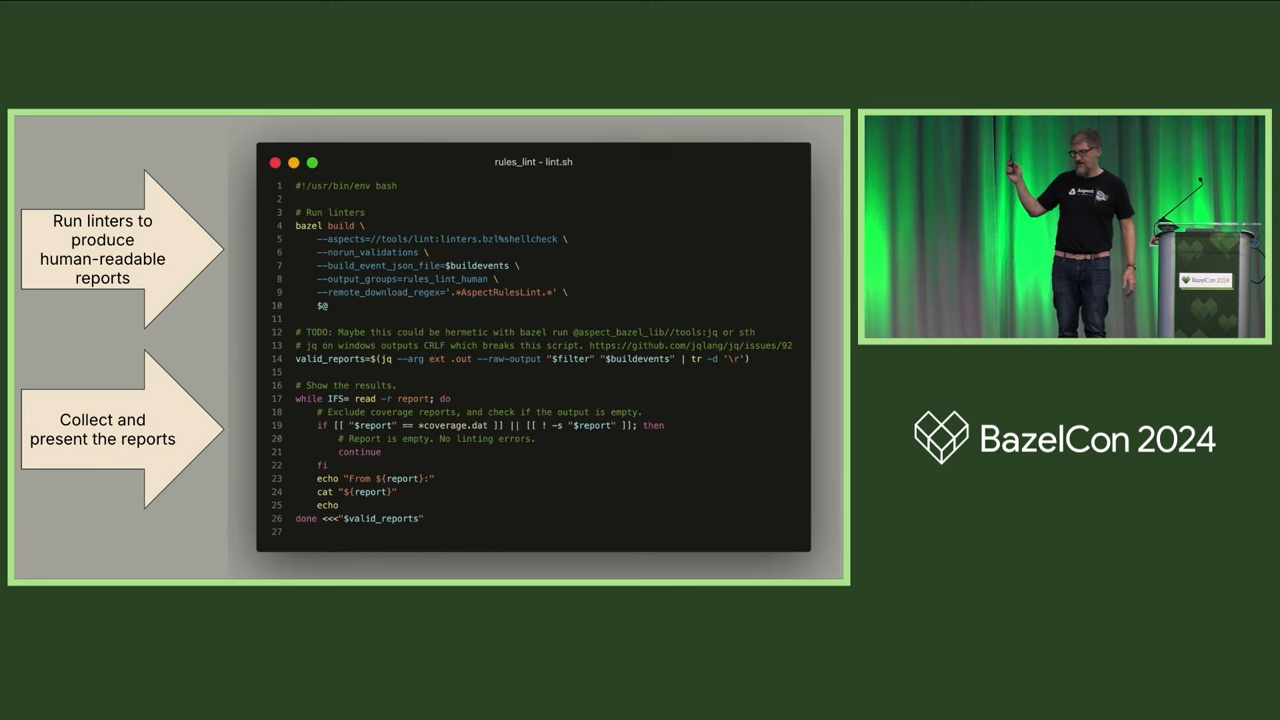 Run linters to
produce
human-readable
reports
Collect and
present the reports
rules_lint - lint.sh
1 #!/usr/bin/env bash
2
3 # Run linters
4 bazel build \
5 --aspects=//tools/lint:linters.bzl%shellcheck \
6 --norun_validations \
7 --build_event_json_file=$buildevents \
8 --output_groups=rules_lint_human \
9 --remote_download_regex='.*AspectRulesLint.*' \
10 $@
11
12 # TODO: Maybe this could be hermetic with bazel run @aspect_bazel_lib//tools:jq or sth
13 # jq on windows outputs CRLF which breaks this script. https://github.com/jqlang/jq/issues/92
14 valid_reports=$(jq --arg ext .out --raw-output "$filter" "$buildevents" | tr -d '\r')
15
16 # Show the results.
17 while IFS= read -r report; do
18 # Exclude coverage reports, and check if the output is empty.
19 if [[ "$report" == *coverage.dat ]] || [[ ! -s "$report" ]]; then
20 # Report is empty. No linting errors.
21 continue
22 fi
23 echo "From ${report}:"
24 cat "${report}"
25 echo
26 done <<<"$valid_reports"
27
Aspect
BazelCon 2024
BazelCon 2024